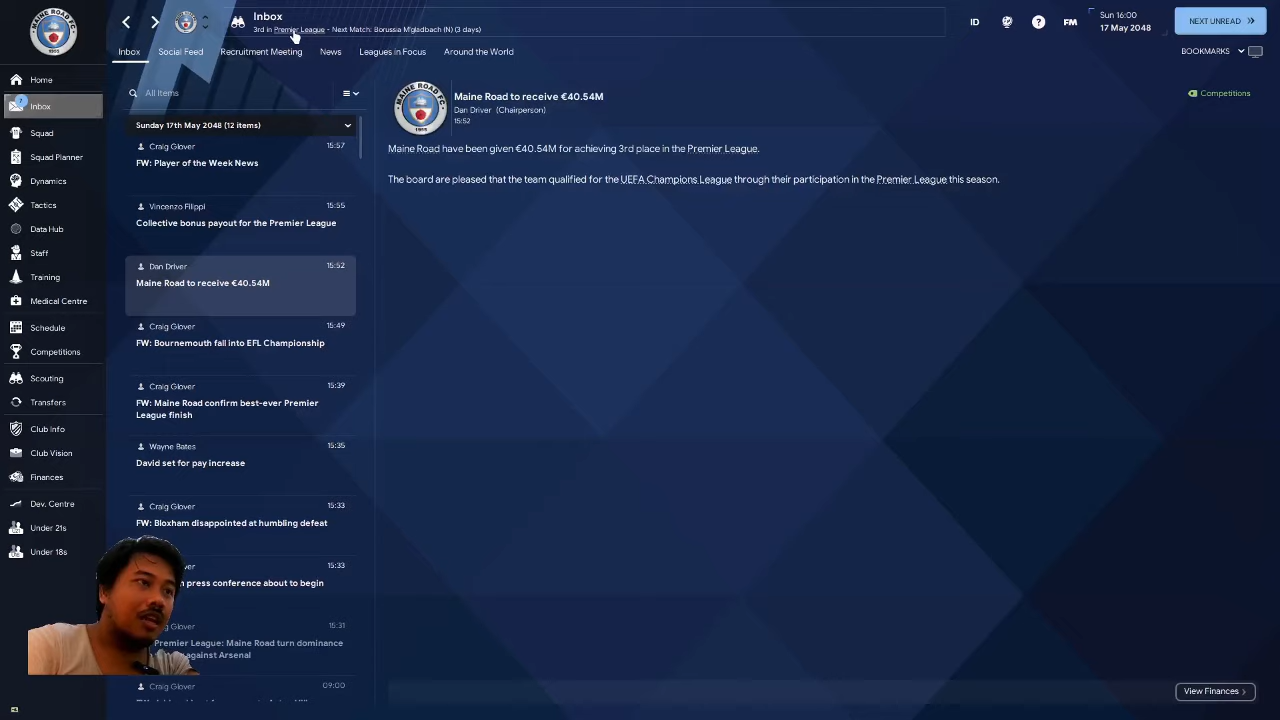 Inbox
3rd in Premier League - Next Match: Borussia M'gladbach (N) (3 days)
ID
FM
Sun 16:00
17 May 2048
NEXT UNREAD
Inbox
Social Feed
Recruitment Meeting
News
Leagues in Focus
Around the World
BOOKMARKS
Home
Inbox
Squad
Squad Planner
Dynamics
Tactics
Data Hub
Staff
Training
Medical Centre
Schedule
Competitions
Scouting
Transfers
Club Info
Club Vision
Finances
Dev. Centre
Under 21s
Under 18s
All Items
Sunday 17th May 2048 (12 items)
Craig Glover 15:57
FW: Player of the Week News
Vincenzo Filippi 15:55
Collective bonus payout for the Premier League
Dan Driver 15:52
Maine Road to receive €40.54M
Craig Glover 15:49
FW: Bournemouth fall into EFL Championship
Craig Glover 15:39
FW: Maine Road confirm best-ever Premier
League finish
Wayne Bates 15:35
David set for pay increase
Craig Glover 15:33
FW: Bloxham disappointed at humbling defeat
15:33
press conference about to begin
Glover 15:31
Premier League: Maine Road turn dominance
against Arsenal
Craig Glover 09:00
MAINE ROAD FC
1955
Maine Road to receive €40.54M
Dan Driver (Chairperson)
15:52
Competitions
Maine Road have been given €40.54M for achieving 3rd place in the Premier League.
The board are pleased that the team qualified for the UEFA Champions League through their participation in the Premier League this season.
View Finances